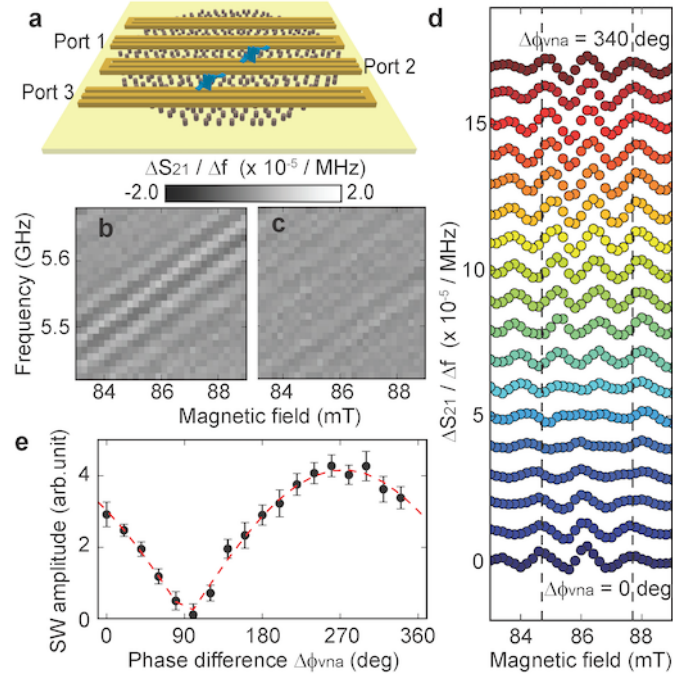 a
Port 1
Port 2
Port 3
ΔS21 / Δf (x 10-5 / MHz)
-2.0
2.0
b
c
Frequency (GHz)
5.6
5.5
84
86
88
84
86
88
Magnetic field (mT)
e
SW amplitude (arb.unit)
4
2
0
0
90
180
270
360
Phase difference Δϕvna (deg)
d
Δϕvna = 340 deg
ΔS21 / Δf (x 10-5 / MHz)
15
10
5
0
Δϕvna = 0 deg
84
86
88
Magnetic field (mT)